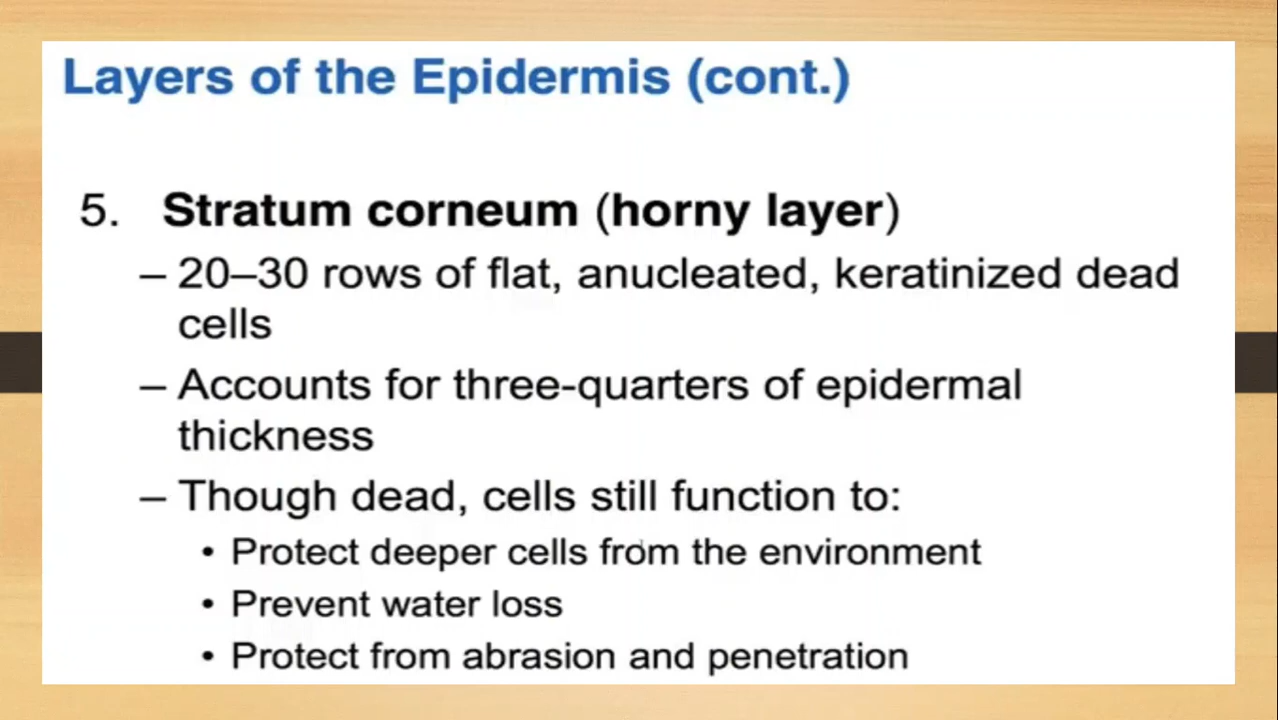 Layers of the Epidermis (cont.)
5. Stratum corneum (horny layer)
– 20–30 rows of flat, anucleated, keratinized dead
cells
– Accounts for three-quarters of epidermal
thickness
– Though dead, cells still function to:
• Protect deeper cells from the environment
• Prevent water loss
• Protect from abrasion and penetration